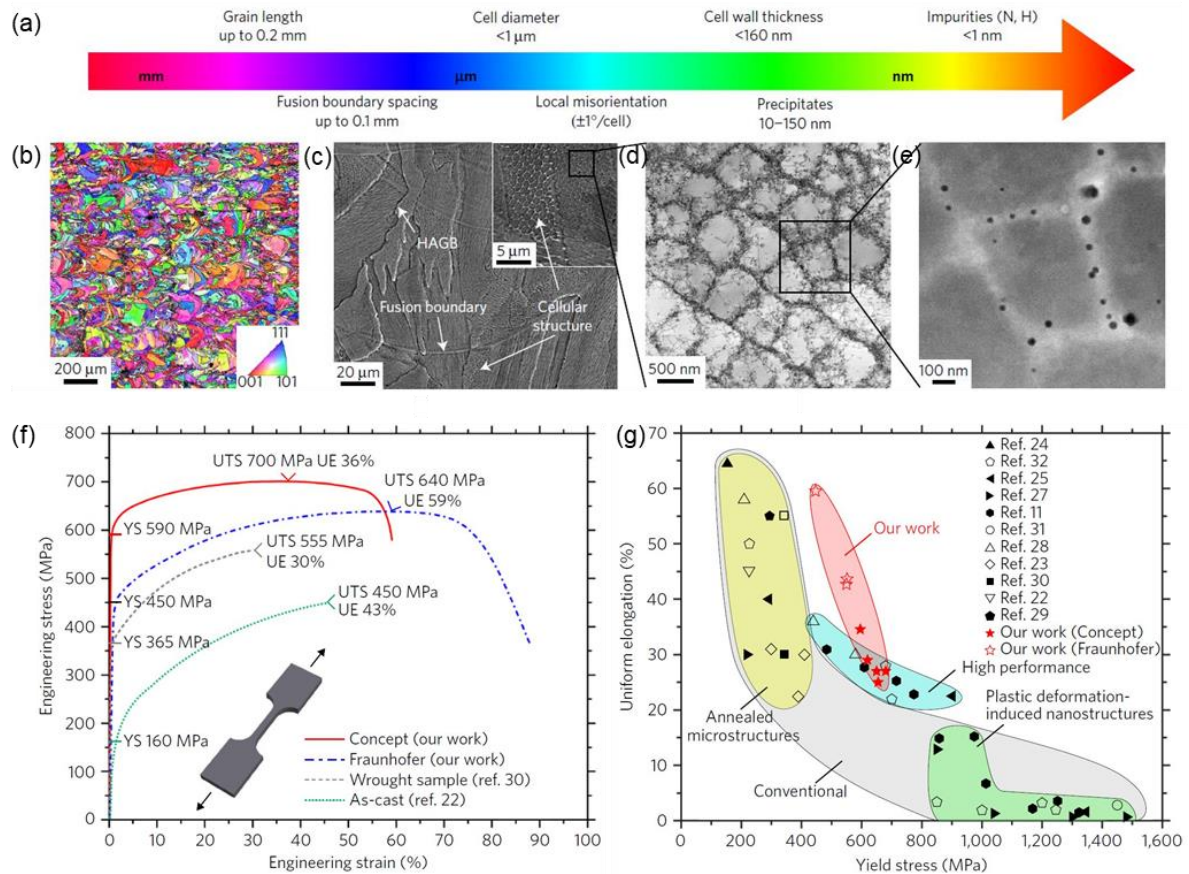 (a)
Grain length
up to 0.2 mm
Cell diameter
<1 μm
Cell wall thickness
<160 nm
Impurities (N, H)
<1 nm
mm
μm
nm
Fusion boundary spacing
up to 0.1 mm
Local misorientation
(±1°/cell)
Precipitates
10–150 nm
(b)
200 μm
111
001 101
(c)
HAGB
Fusion boundary
Cellular
structure
5 μm
20 μm
(d)
500 nm
(e)
100 nm
(f)
Engineering stress (MPa)
800
700
600
500
400
300
200
100
0
UTS 700 MPa UE 36%
UTS 640 MPa
UE 59%
YS 590 MPa
UTS 555 MPa
UE 30%
YS 450 MPa
UTS 450 MPa
UE 43%
YS 365 MPa
YS 160 MPa
Concept (our work)
Fraunhofer (our work)
Wrought sample (ref. 30)
As-cast (ref. 22)
0 10 20 30 40 50 60 70 80 90 100
Engineering strain (%)
(g)
Uniform elongation (%)
70
60
50
40
30
20
10
5
0
Our work
Ref. 24
Ref. 32
Ref. 25
Ref. 27
Ref. 11
Ref. 31
Ref. 28
Ref. 23
Ref. 30
Ref. 22
Ref. 29
Our work (Concept)
Our work (Fraunhofer)
High performance
Plastic deformation-
induced nanostructures
Annealed
microstructures
Conventional
0 200 400 600 800 1,000 1,200 1,400 1,600
Yield stress (MPa)